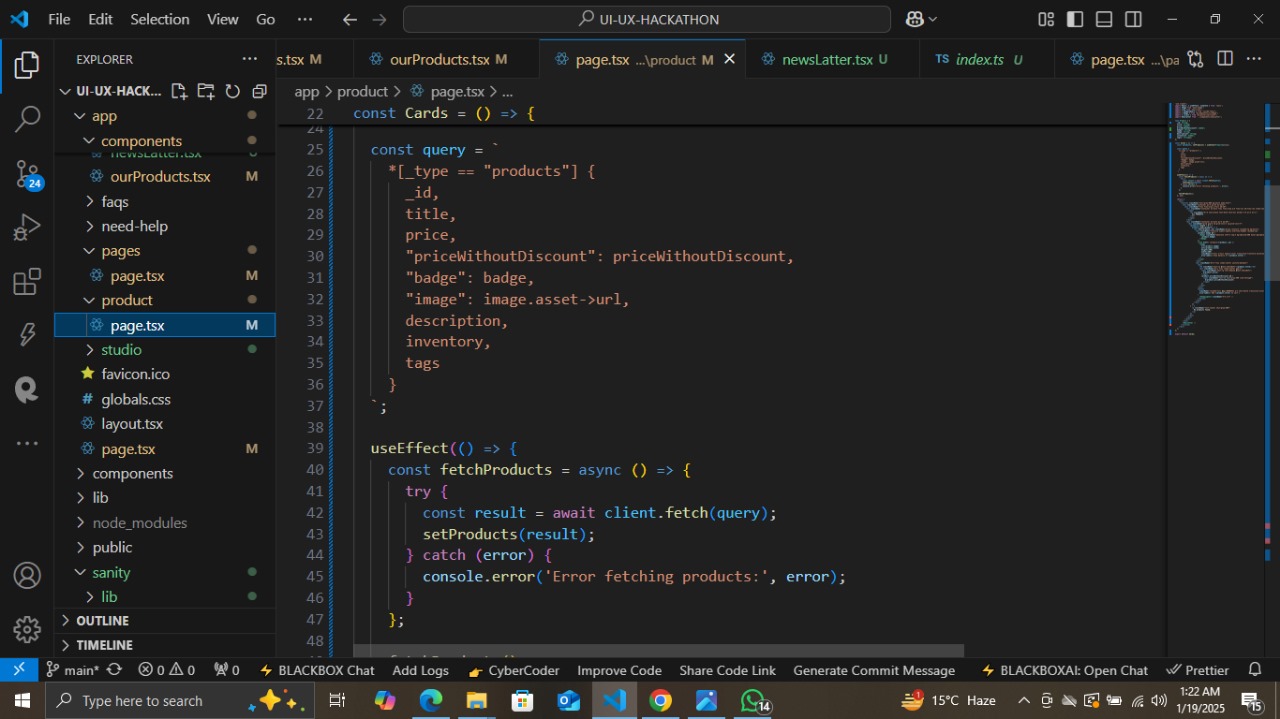 File Edit Selection View Go ··· UI-UX-HACKATHON
EXPLORER
s.tsx M ourProducts.tsx M page.tsx ...\product M newsLatter.tsx U index.ts U page.tsx ...\pa
UI-UX-HACK...
app > product > page.tsx > ...
app
components
newsLatter.tsx U
ourProducts.tsx M
faqs
need-help
pages
page.tsx M
product
page.tsx M
studio
favicon.ico
globals.css
layout.tsx
page.tsx M
components
lib
node_modules
public
sanity
lib
OUTLINE
TIMELINE
24
22 const Cards = () => {
24
25 const query = `
26 *[_type == "products"] {
27 _id,
28 title,
29 price,
30 "priceWithoutDiscount": priceWithoutDiscount,
31 "badge": badge,
32 "image": image.asset->url,
33 description,
34 inventory,
35 tags
36 }
37 `;
38
39 useEffect(() => {
40 const fetchProducts = async () => {
41 try {
42 const result = await client.fetch(query);
43 setProducts(result);
44 } catch (error) {
45 console.error('Error fetching products:', error);
46 }
47 };
48
main* 0 0 0 BLACKBOX Chat Add Logs CyberCoder Improve Code Share Code Link Generate Commit Message BLACKBOXAI: Open Chat Prettier
Type here to search
14
1
15°C Haze
1:22 AM
1/19/2025
15